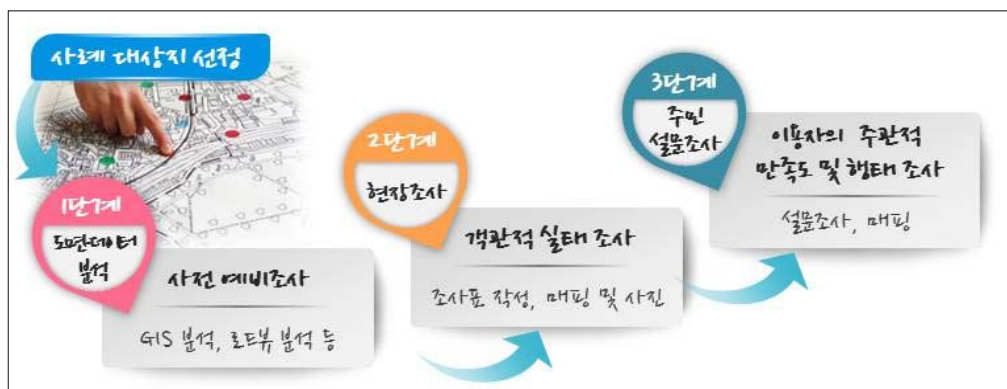 사례 대상지 선정
1단계
도면데이터
분석
사전 예비조사
GIS 분석, 로드뷰 분석 등
2단계
현장조사
객관적 실태 조사
조사표 작성, 매핑 및 사진
3단계
주민
설문조사
이용자의 주관적
만족도 및 행태 조사
설문조사, 매핑